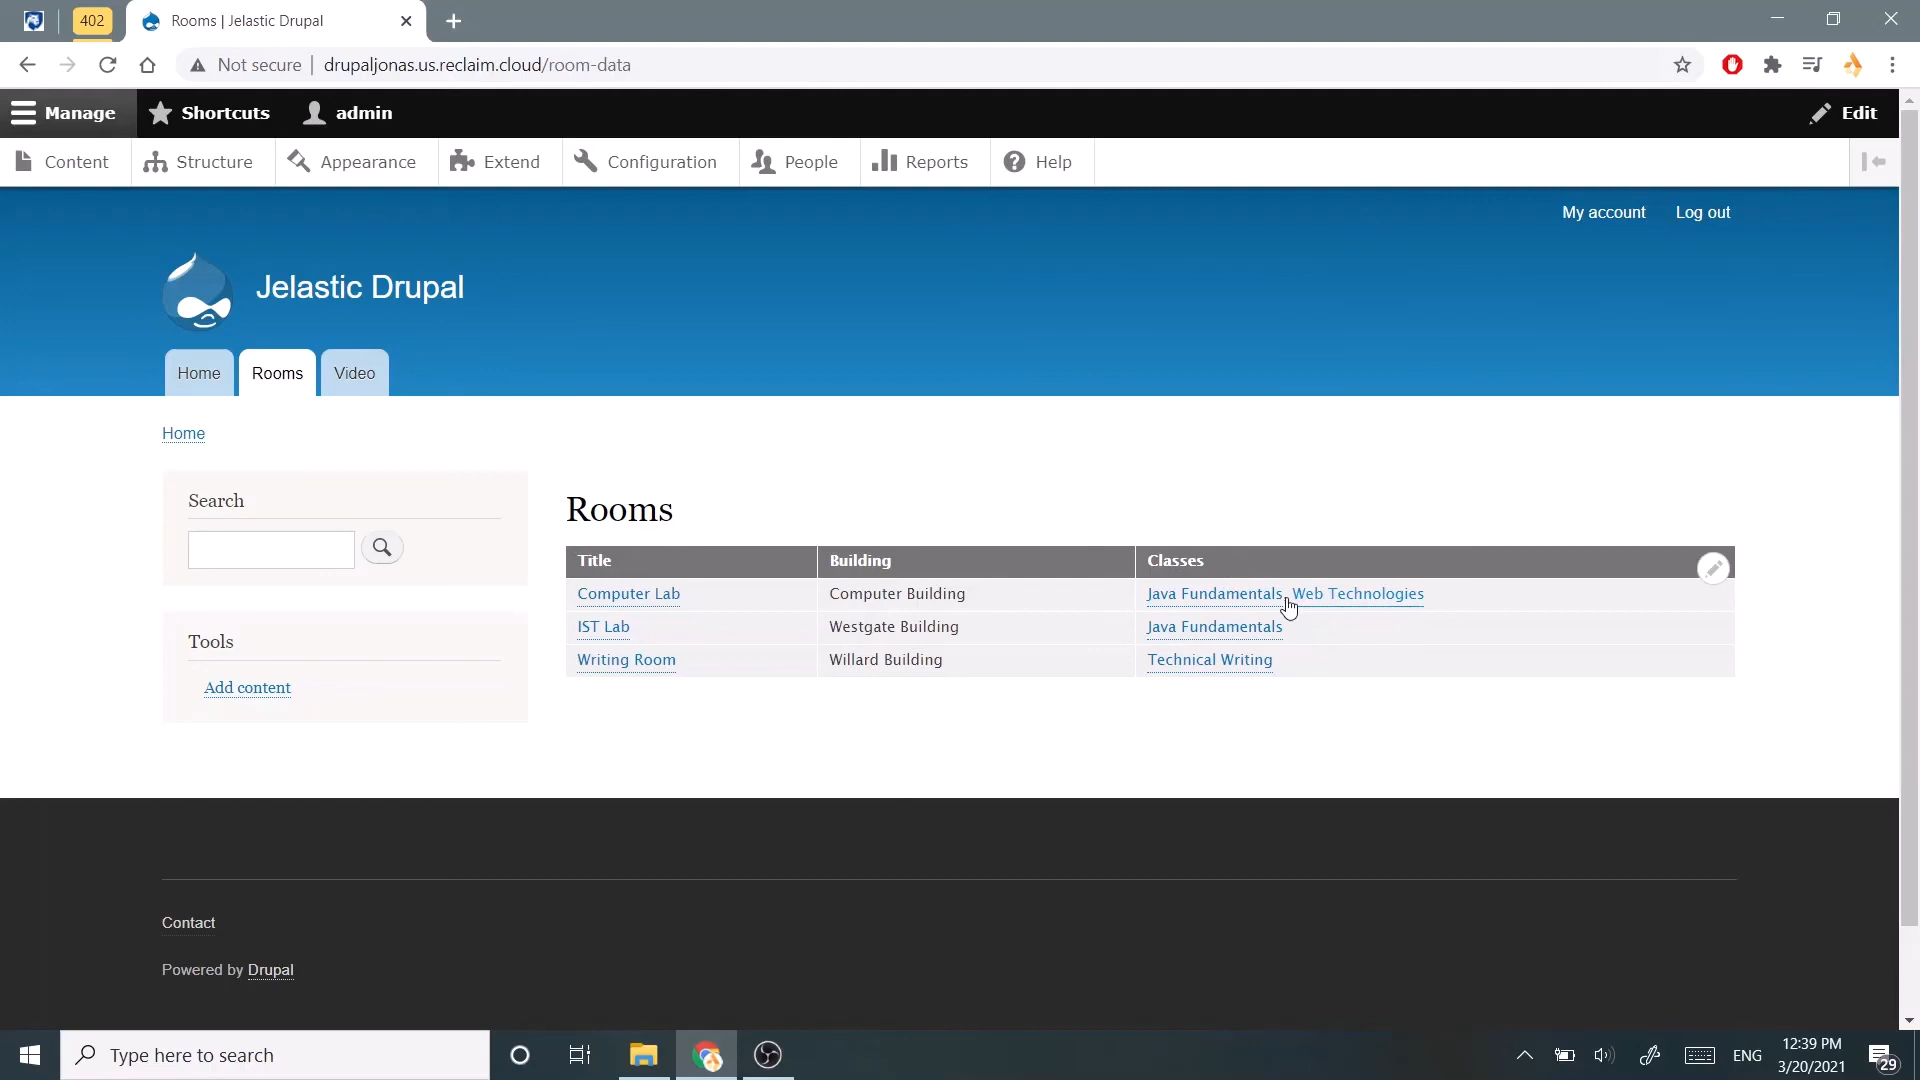 402
Rooms | Jelastic Drupal
Not secure | drupaljonas.us.reclaim.cloud/room-data
Manage Shortcuts admin Edit
Content Structure Appearance Extend Configuration People Reports Help
My account Log out
Jelastic Drupal
Home Rooms Video
Home
Search
Tools
Add content
Rooms
Title Building Classes
Computer Lab Computer Building Java Fundamentals, Web Technologies
IST Lab Westgate Building Java Fundamentals
Writing Room Willard Building Technical Writing
Contact
Powered by Drupal
Type here to search
ENG
12:39 PM
3/20/2021
29